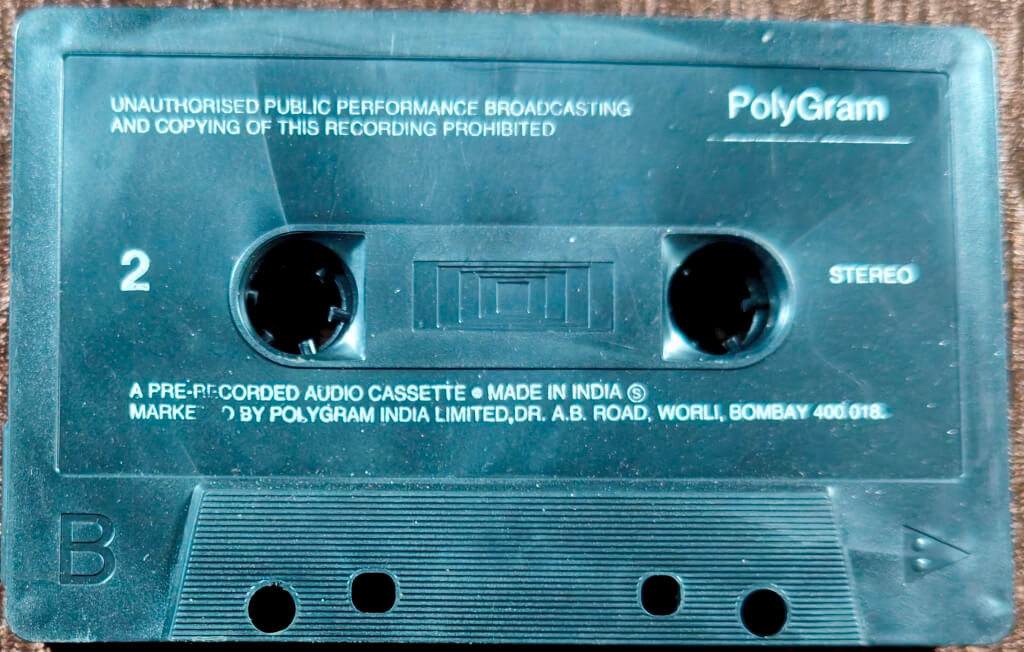 UNAUTHORISED PUBLIC PERFORMANCE BROADCASTING
AND COPYING OF THIS RECORDING PROHIBITED
PolyGram
2
STEREO
A PRE-RECORDED AUDIO CASSETTE • MADE IN INDIA Ⓢ
BY POLYGRAM INDIA LIMITED,DR. A.B. ROAD, WORLI, BOMBAY 400 018.
B